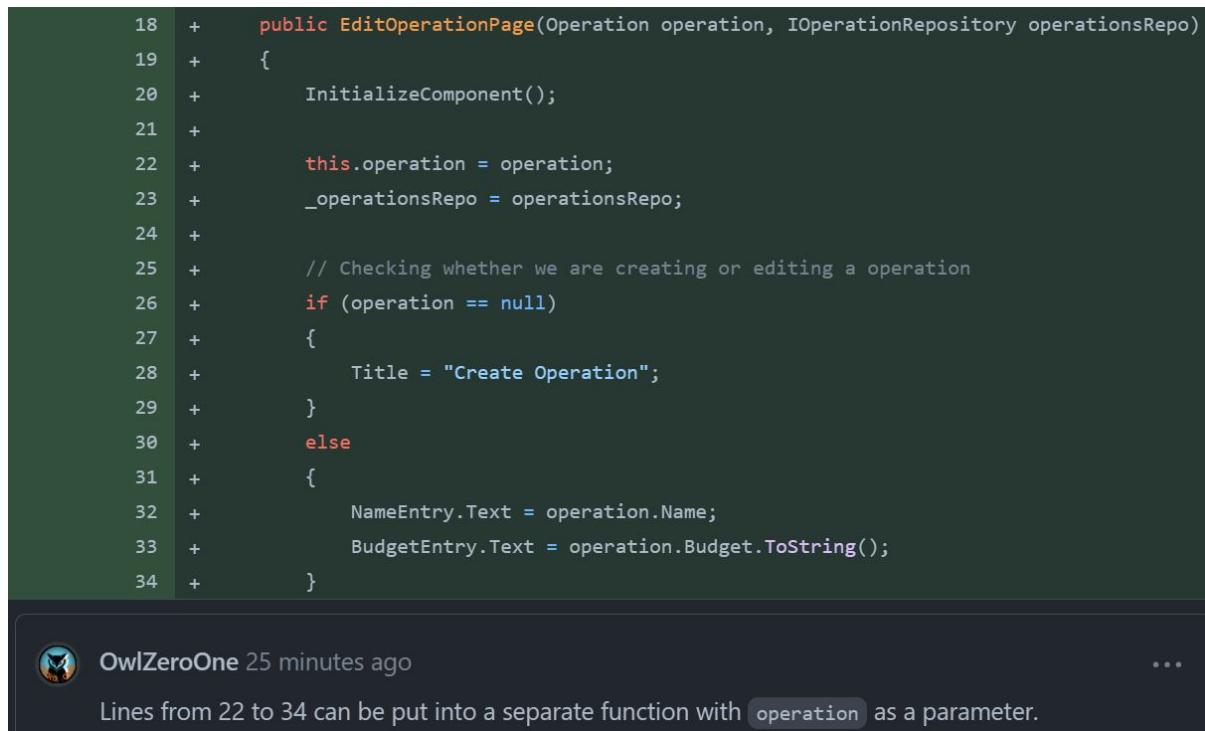 18 + public EditOperationPage(Operation operation, IOperationRepository operationsRepo)
19 + {
20 + InitializeComponent();
21 +
22 + this.operation = operation;
23 + _operationsRepo = operationsRepo;
24 +
25 + // Checking whether we are creating or editing a operation
26 + if (operation == null)
27 + {
28 + Title = "Create Operation";
29 + }
30 + else
31 + {
32 + NameEntry.Text = operation.Name;
33 + BudgetEntry.Text = operation.Budget.ToString();
34 + }
OwlZeroOne 25 minutes ago ...
Lines from 22 to 34 can be put into a separate function with operation as a parameter.